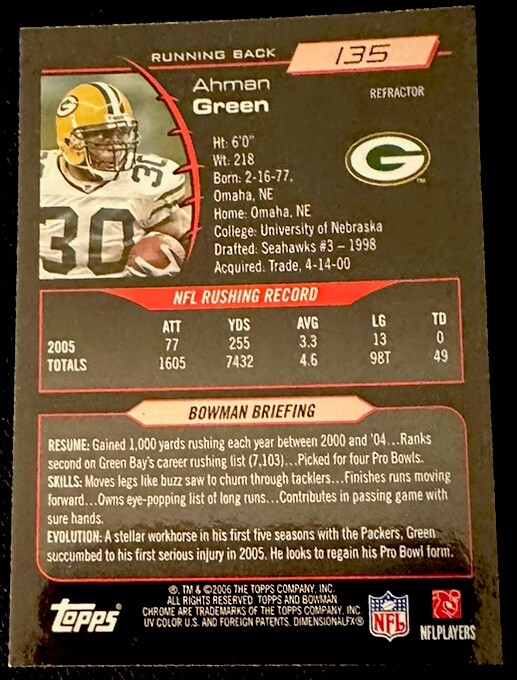 RUNNING BACK 135
Ahman
Green
REFRACTOR
30
30
G
G
TM
Ht: 6'0"
Wt: 218
Born: 2-16-77,
Omaha, NE
Home: Omaha, NE
College: University of Nebraska
Drafted: Seahawks #3 – 1998
Acquired: Trade, 4-14-00
NFL RUSHING RECORD
ATT YDS AVG LG TD
2005 77 255 3.3 13 0
TOTALS 1605 7432 4.6 98T 49
BOWMAN BRIEFING
RESUME: Gained 1,000 yards rushing each year between 2000 and '04...Ranks
second on Green Bay's career rushing list (7,103)...Picked for four Pro Bowls.
SKILLS: Moves legs like buzz saw to churn through tacklers...Finishes runs moving
forward...Owns eye-popping list of long runs...Contributes in passing game with
sure hands.
EVOLUTION: A stellar workhorse in his first five seasons with the Packers, Green
succumbed to his first serious injury in 2005. He looks to regain his Pro Bowl form.
®, TM & ©2006 THE TOPPS COMPANY, INC.
ALL RIGHTS RESERVED. TOPPS AND BOWMAN
CHROME ARE TRADEMARKS OF THE TOPPS COMPANY, INC.
UV COLOR U.S. AND FOREIGN PATENTS. DIMENSIONALFX®
Topps®
NFL
NFLPLAYERS